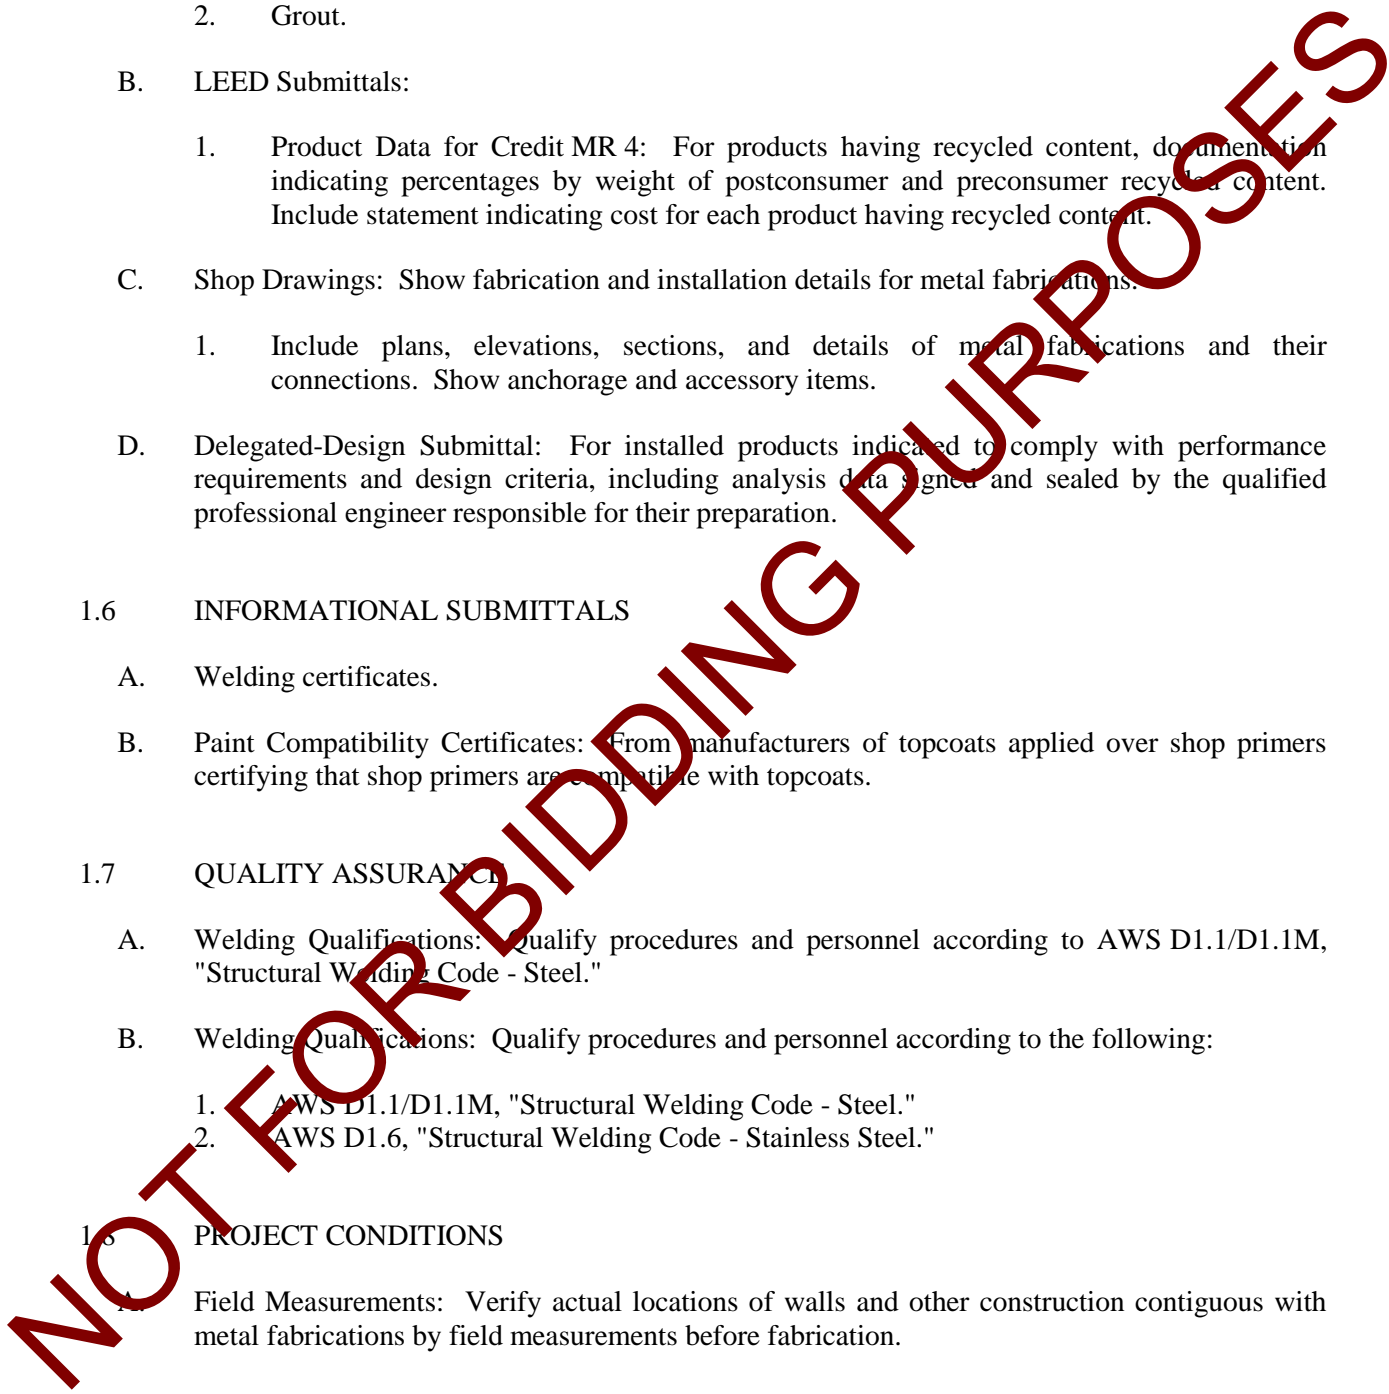 2. Grout.
B. LEED Submittals:
1. Product Data for Credit MR 4: For products having recycled content, documentation
indicating percentages by weight of postconsumer and preconsumer recycled content.
Include statement indicating cost for each product having recycled content.
C. Shop Drawings: Show fabrication and installation details for metal fabrications.
1. Include plans, elevations, sections, and details of metal fabrications and their
connections. Show anchorage and accessory items.
D. Delegated-Design Submittal: For installed products indicated to comply with performance
requirements and design criteria, including analysis data signed and sealed by the qualified
professional engineer responsible for their preparation.
1.6 INFORMATIONAL SUBMITTALS
A. Welding certificates.
B. Paint Compatibility Certificates: From manufacturers of topcoats applied over shop primers
certifying that shop primers are compatible with topcoats.
1.7 QUALITY ASSURANCE
A. Welding Qualifications: Qualify procedures and personnel according to AWS D1.1/D1.1M,
"Structural Welding Code - Steel."
B. Welding Qualifications: Qualify procedures and personnel according to the following:
1. AWS D1.1/D1.1M, "Structural Welding Code - Steel."
2. AWS D1.6, "Structural Welding Code - Stainless Steel."
1.8 PROJECT CONDITIONS
A. Field Measurements: Verify actual locations of walls and other construction contiguous with
metal fabrications by field measurements before fabrication.
NOT FOR BIDDING PURPOSES